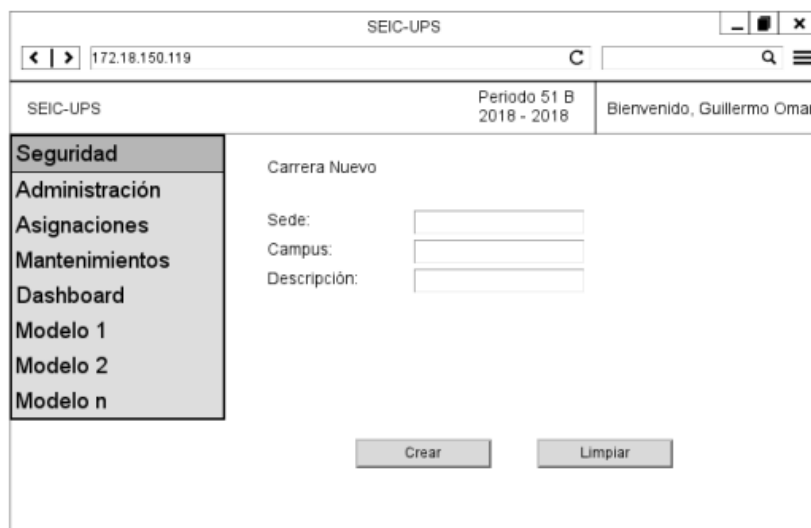 SEIC-UPS
172.18.150.119
SEIC-UPS
Periodo 51 B
2018 - 2018
Bienvenido, Guillermo Omar
Seguridad
Administración
Asignaciones
Mantenimientos
Dashboard
Modelo 1
Modelo 2
Modelo n
Carrera Nuevo
Sede:
Campus:
Descripción:
Crear
Limpiar